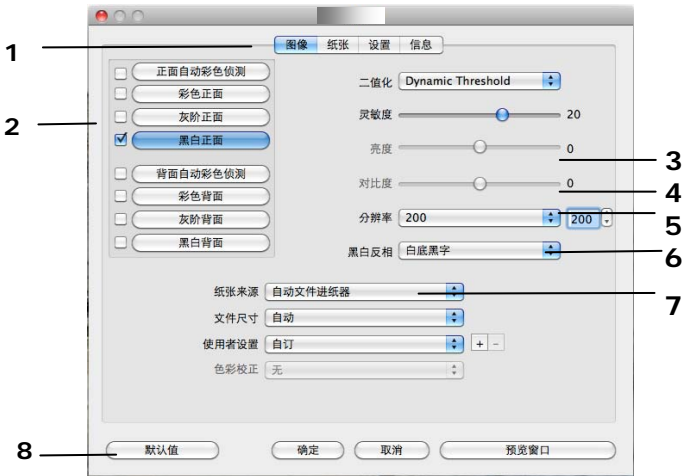 1
图像 纸张 设置 信息
2
正面自动彩色侦测
彩色正面
灰阶正面
黑白正面
背面自动彩色侦测
彩色背面
灰阶背面
黑白背面
二值化 Dynamic Threshold
灵敏度 20
亮度 0
3
对比度 0
4
分辨率 200 200
5
黑白反相 白底黑字
6
纸张来源 自动文件进纸器
7
文件尺寸 自动
使用者设置 自订 + -
色彩校正 无
8
默认值 确定 取消 预览窗口